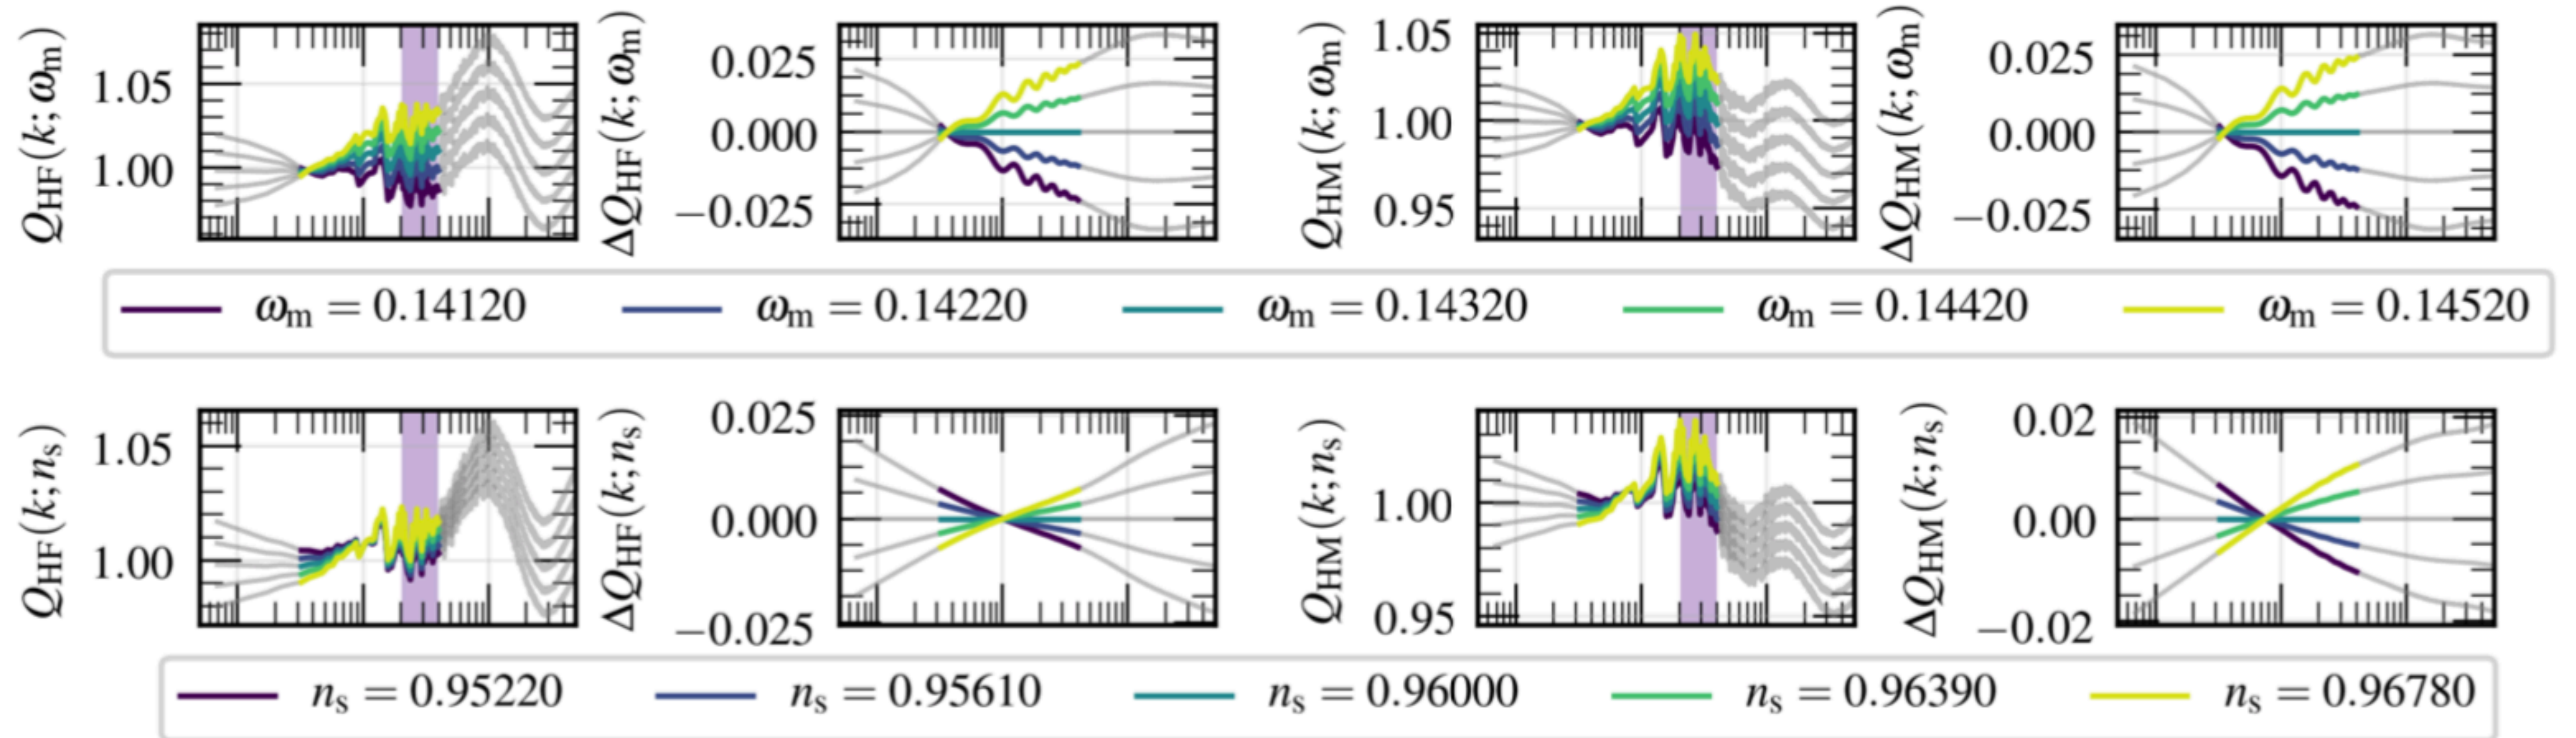 Q_HF(k; ω_m)
1.05
1.00
ΔQ_HF(k; ω_m)
0.025
0.000
−0.025
Q_HM(k; ω_m)
1.05
1.00
0.95
ΔQ_HM(k; ω_m)
0.025
0.000
−0.025
ω_m = 0.14120 ω_m = 0.14220 ω_m = 0.14320 ω_m = 0.14420 ω_m = 0.14520
Q_HF(k; n_s)
1.05
1.00
ΔQ_HF(k; n_s)
0.025
0.000
−0.025
Q_HM(k; n_s)
1.00
0.95
ΔQ_HM(k; n_s)
0.02
0.00
−0.02
n_s = 0.95220 n_s = 0.95610 n_s = 0.96000 n_s = 0.96390 n_s = 0.96780